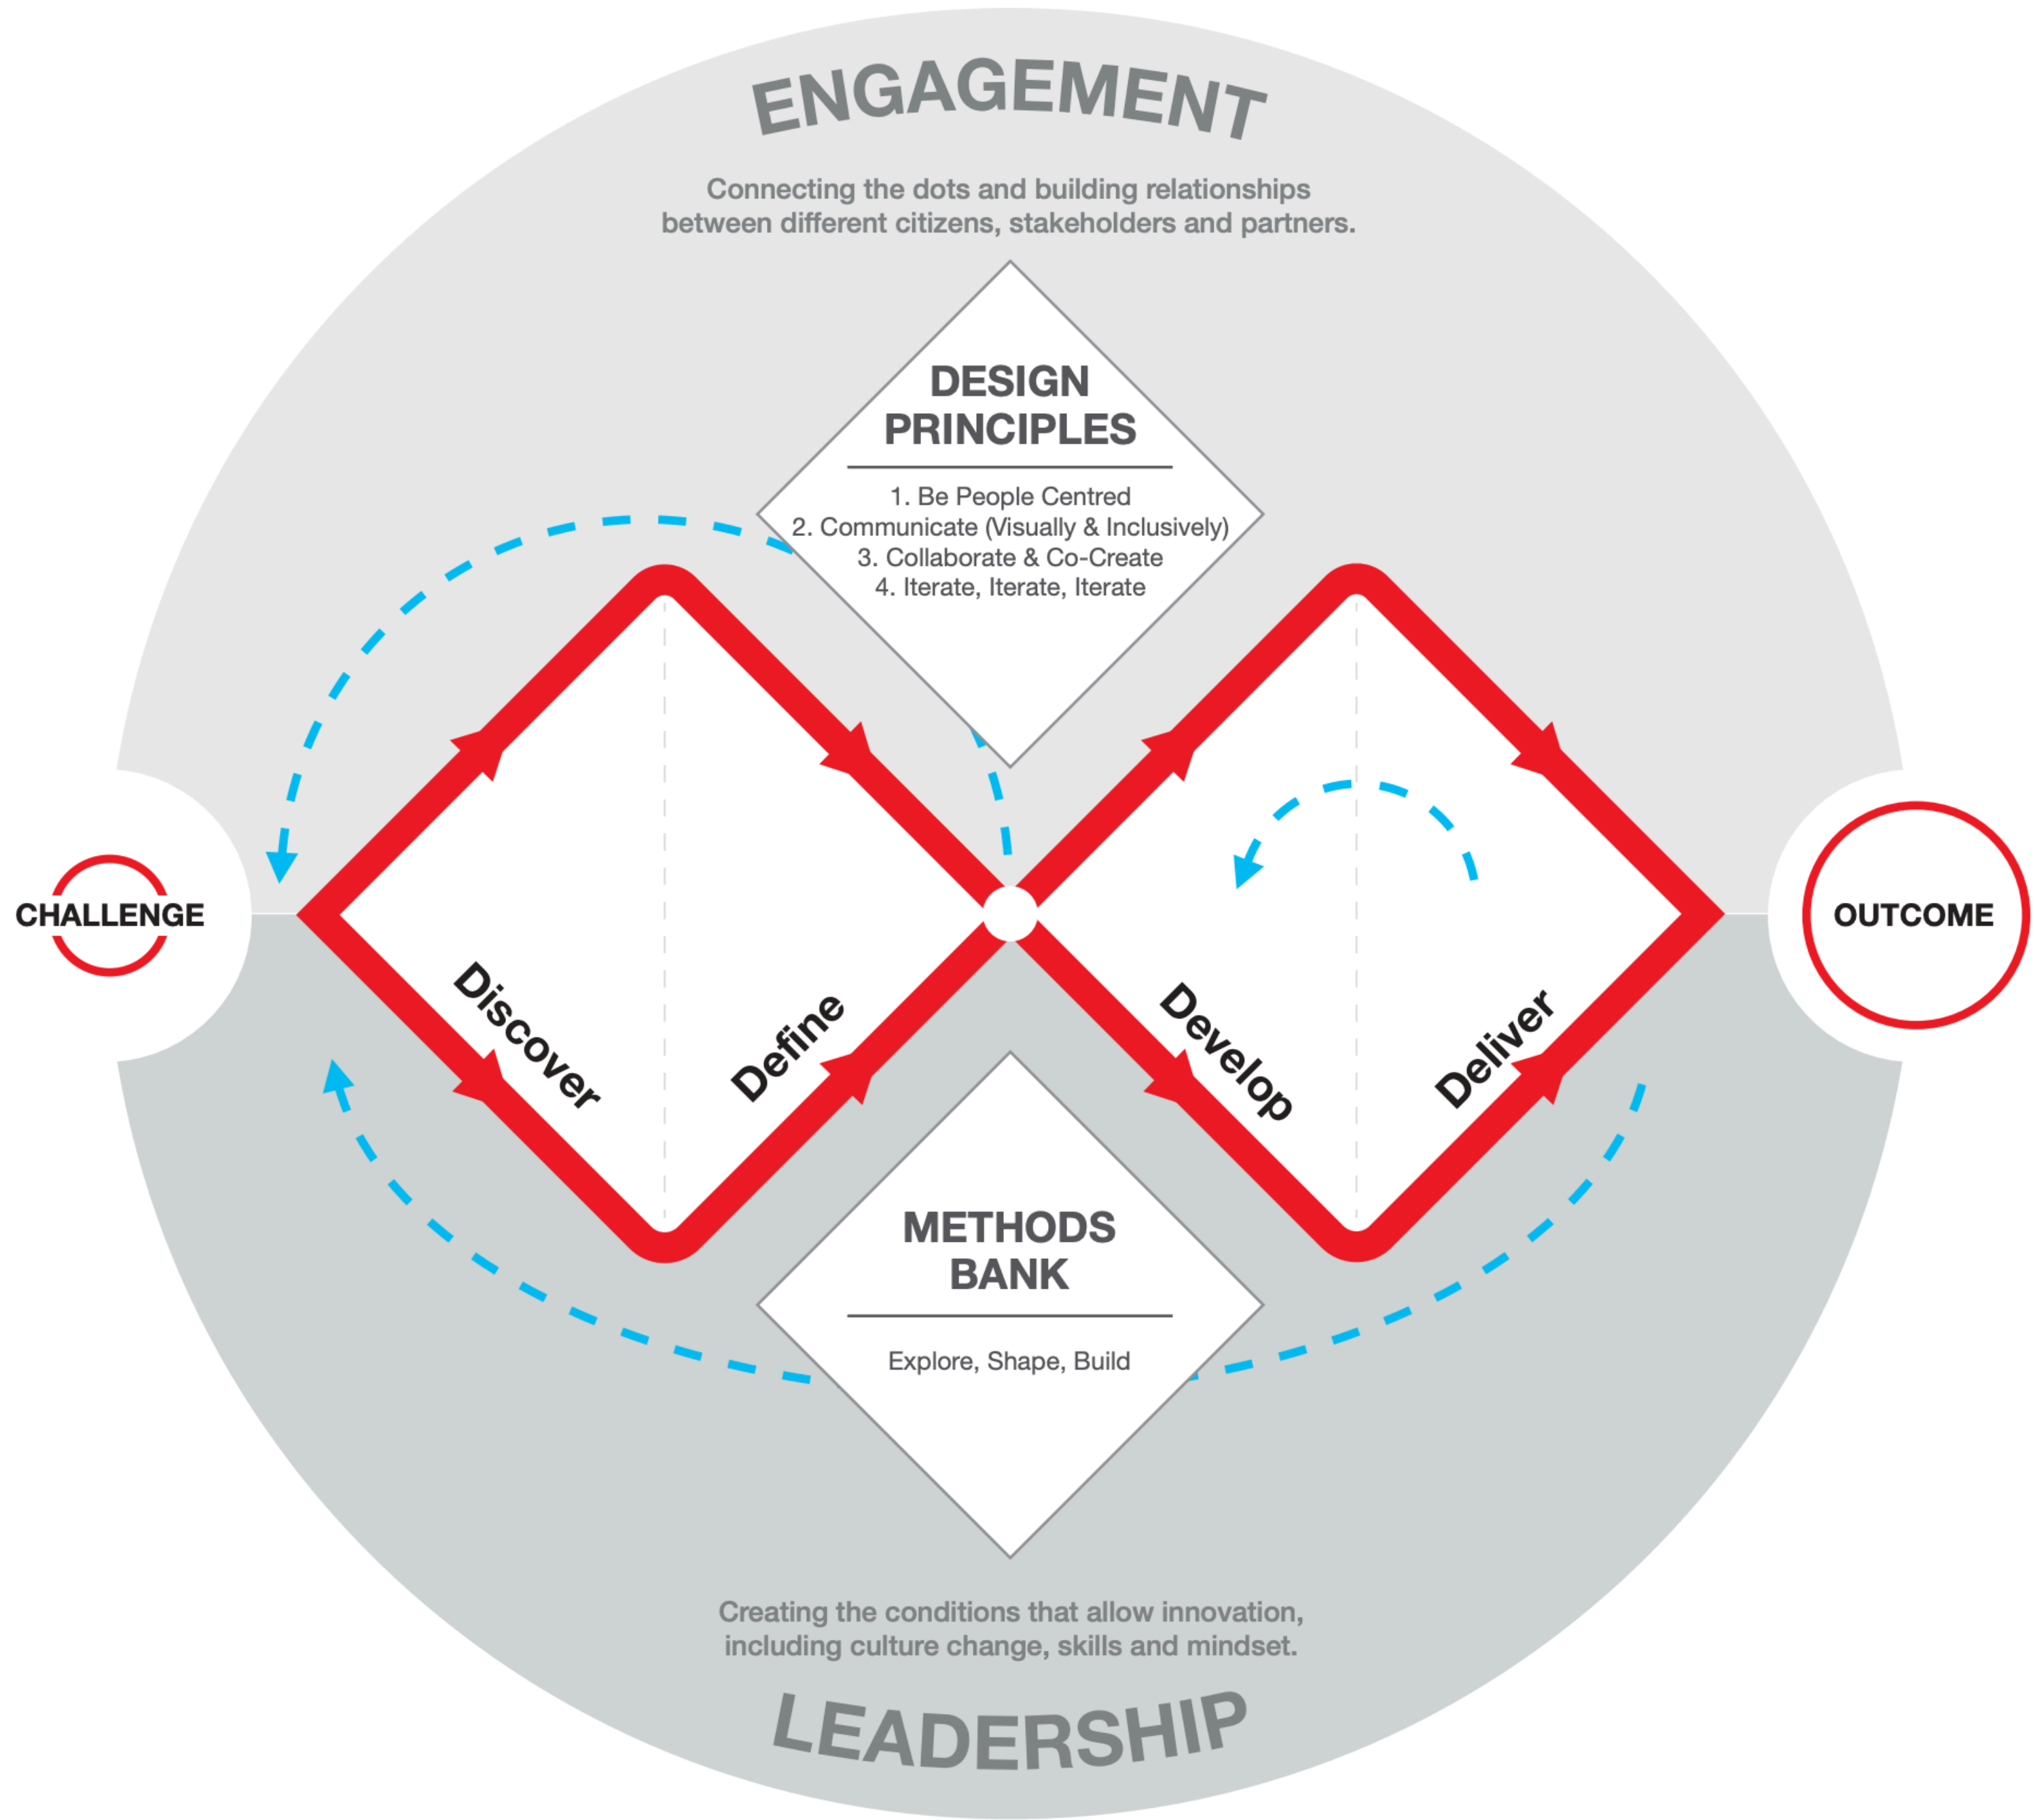 ENGAGEMENT
Connecting the dots and building relationships
between different citizens, stakeholders and partners.
DESIGN
PRINCIPLES
1. Be People Centred
2. Communicate (Visually & Inclusively)
3. Collaborate & Co-Create
4. Iterate, Iterate, Iterate
CHALLENGE
OUTCOME
Discover
Define
Develop
Deliver
METHODS
BANK
Explore, Shape, Build
Creating the conditions that allow innovation,
including culture change, skills and mindset.
LEADERSHIP